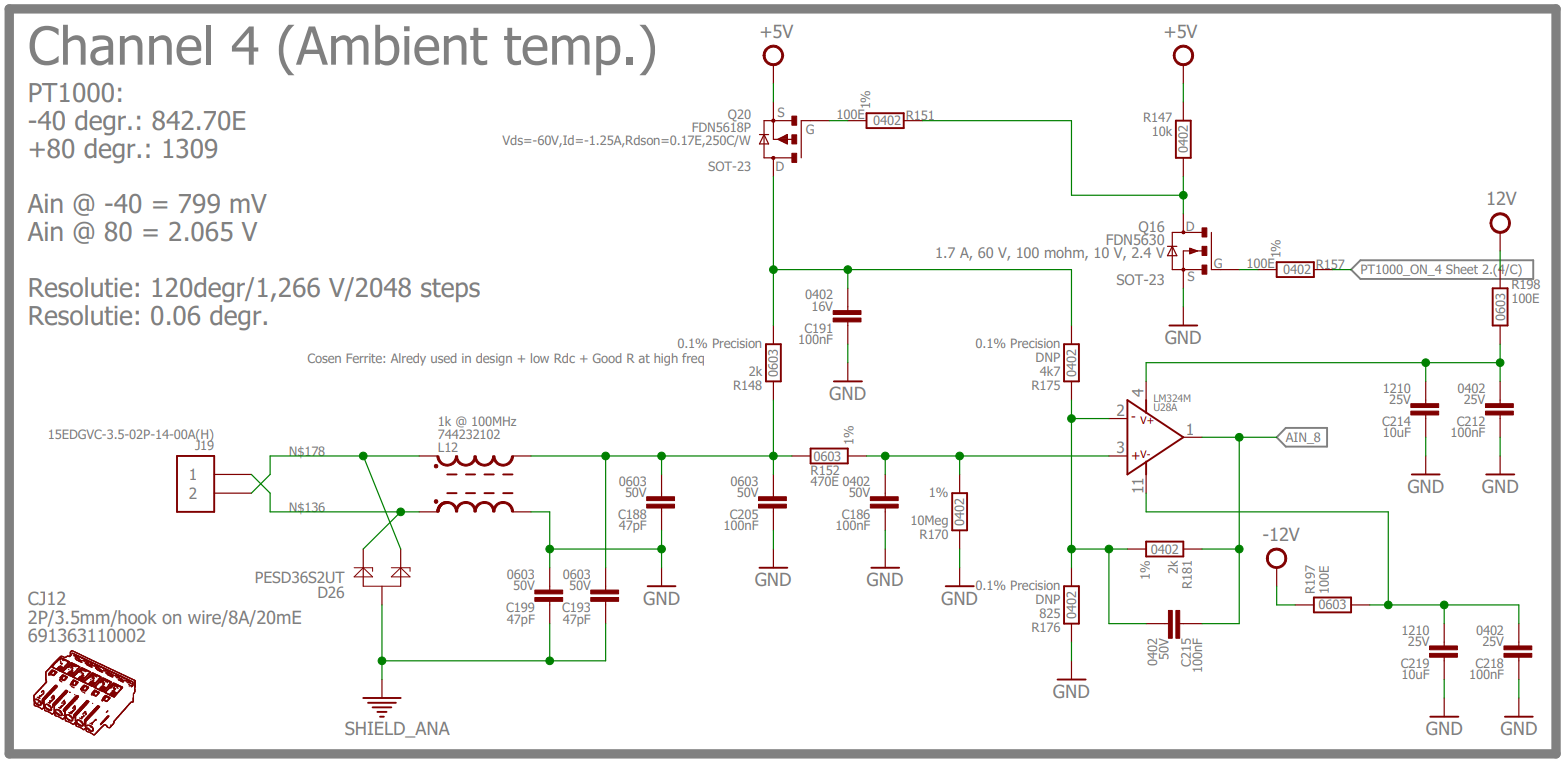 Channel 4 (Ambient temp.)
PT1000:
-40 degr.: 842.70E
+80 degr.: 1309
Ain @ -40 = 799 mV
Ain @ 80 = 2.065 V
Resolutie: 120degr/1,266 V/2048 steps
Resolutie: 0.06 degr.
+5V
Q20
FDN5618P
Vds=-60V,Id=-1.25A,Rdson=0.17E,250C/W
SOT-23
S
G
D
100E
1%
0402
R151
+5V
R147
10k
0402
Q16
FDN5630
1.7 A, 60 V, 100 mohm, 10 V, 2.4 V
SOT-23
D
G
S
GND
100E
1%
0402
R157
PT1000_ON_4 Sheet 2.(4/C)
12V
R198
100E
0603
0402
16V
C191
100nF
GND
Cosen Ferrite: Alredy used in design + low Rdc + Good R at high freq
0.1% Precision
2k
R148
0603
0.1% Precision
DNP
4k7
R175
0402
LM324M
U28A
4
2
3
1
11
- V+
+V-
AIN_8
1210
25V
C214
10uF
GND
0402
25V
C212
100nF
GND
15EDGVC-3.5-02P-14-00A(H)
J19
1
2
N$178
N$136
1k @ 100MHz
744232102
L12
0603
50V
C188
47pF
GND
0603
50V
C205
100nF
GND
0603
1%
R152
470E
0402
50V
C186
100nF
GND
1%
10Meg
R170
0402
GND
PESD36S2UT
D26
0603
50V
C199
47pF
0603
50V
C193
47pF
SHIELD_ANA
0.1% Precision
DNP
825
R176
0402
GND
0402
1%
2k
R181
0402
50V
C215
100nF
-12V
R197
100E
0603
1210
25V
C219
10uF
GND
0402
25V
C218
100nF
GND
CJ12
2P/3.5mm/hook on wire/8A/20mE
691363110002